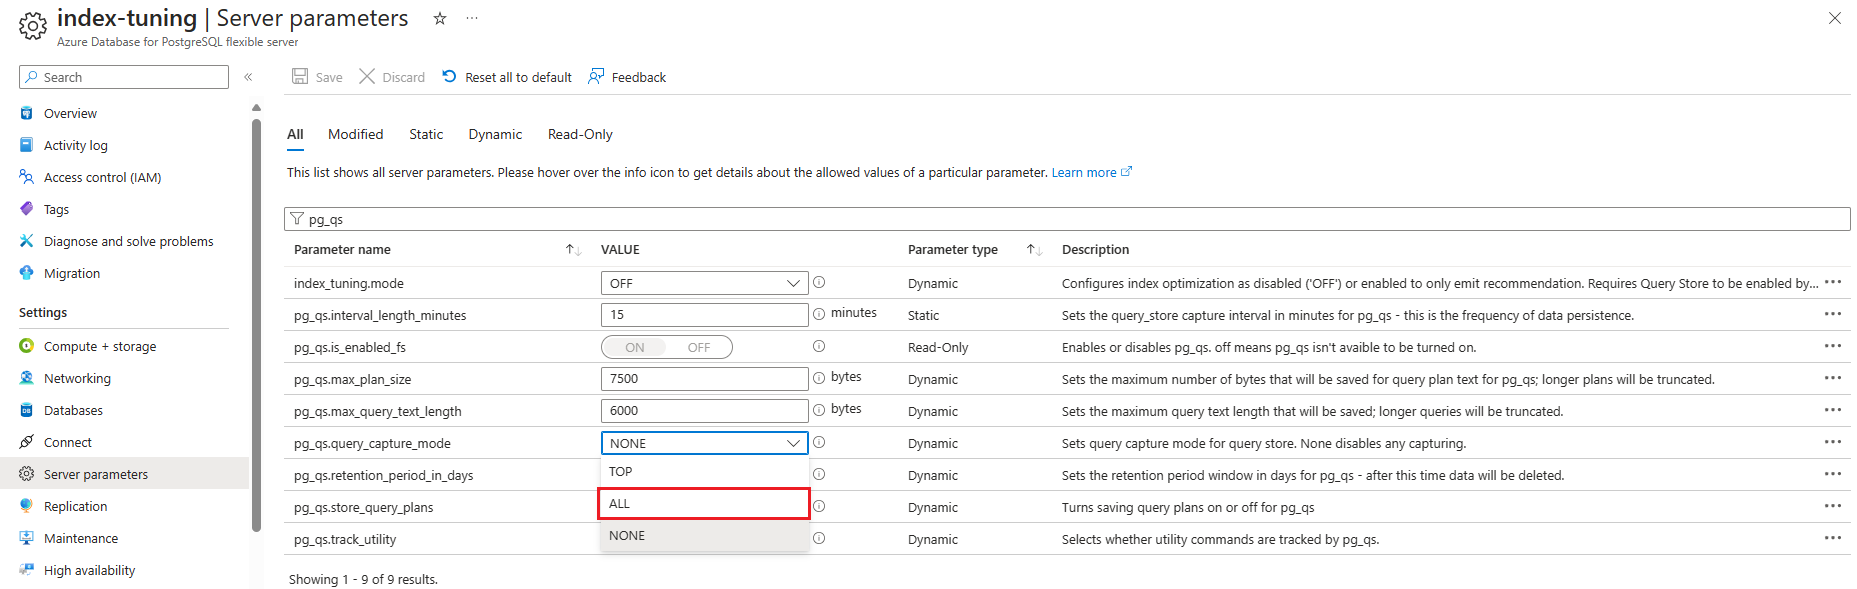 index-tuning | Server parameters
Azure Database for PostgreSQL flexible server
Search
Save Discard Reset all to default Feedback
Overview
Activity log
Access control (IAM)
Tags
Diagnose and solve problems
Migration
Settings
Compute + storage
Networking
Databases
Connect
Server parameters
Replication
Maintenance
High availability
All Modified Static Dynamic Read-Only
This list shows all server parameters. Please hover over the info icon to get details about the allowed values of a particular parameter. Learn more
pg_qs
Parameter name VALUE Parameter type Description
index_tuning.mode OFF Dynamic Configures index optimization as disabled ('OFF') or enabled to only emit recommendation. Requires Query Store to be enabled by...
pg_qs.interval_length_minutes 15 minutes Static Sets the query_store capture interval in minutes for pg_qs - this is the frequency of data persistence.
pg_qs.is_enabled_fs ON OFF Read-Only Enables or disables pg_qs. off means pg_qs isn't avaible to be turned on.
pg_qs.max_plan_size 7500 bytes Dynamic Sets the maximum number of bytes that will be saved for query plan text for pg_qs; longer plans will be truncated.
pg_qs.max_query_text_length 6000 bytes Dynamic Sets the maximum query text length that will be saved; longer queries will be truncated.
pg_qs.query_capture_mode NONE Dynamic Sets query capture mode for query store. None disables any capturing.
pg_qs.retention_period_in_days TOP Dynamic Sets the retention period window in days for pg_qs - after this time data will be deleted.
pg_qs.store_query_plans ALL Dynamic Turns saving query plans on or off for pg_qs
pg_qs.track_utility NONE Dynamic Selects whether utility commands are tracked by pg_qs.
Showing 1 - 9 of 9 results.